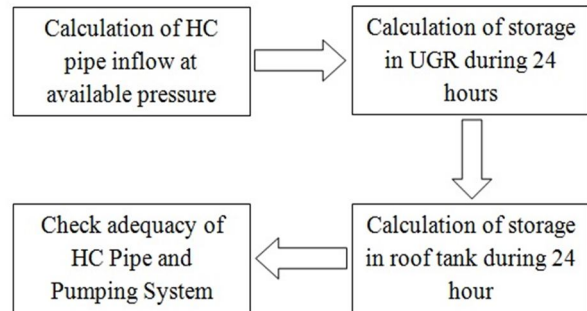 Calculation of HC
pipe inflow at
available pressure
Calculation of storage
in UGR during 24
hours
Calculation of storage
in roof tank during 24
hour
Check adequacy of
HC Pipe and
Pumping System